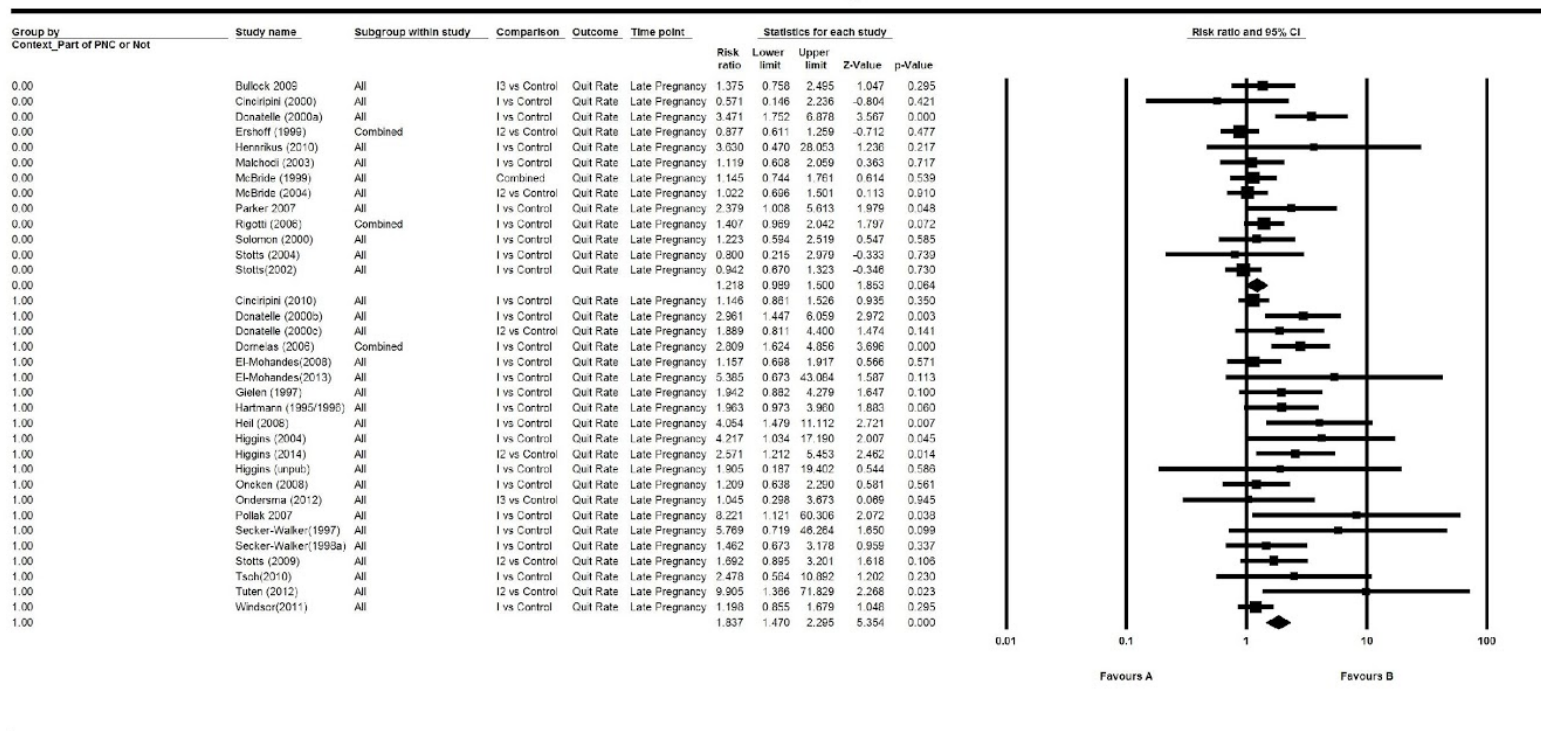 Group by Study name Subgroup within study Comparison Outcome Time point Statistics for each study Risk ratio and 95% CI
Context_Part of PNC or Not
Risk Lower Upper
ratio limit limit Z-Value p-Value
0.00 Bullock 2009 All I3 vs Control Quit Rate Late Pregnancy 1.375 0.758 2.495 1.047 0.295
0.00 Cinciripini (2000) All I vs Control Quit Rate Late Pregnancy 0.571 0.146 2.236 -0.804 0.421
0.00 Donatelle (2000a) All I vs Control Quit Rate Late Pregnancy 3.471 1.752 6.878 3.567 0.000
0.00 Ershoff (1999) Combined I2 vs Control Quit Rate Late Pregnancy 0.877 0.611 1.259 -0.712 0.477
0.00 Hennrikus (2010) All I vs Control Quit Rate Late Pregnancy 3.630 0.470 28.053 1.236 0.217
0.00 Malchodi (2003) All I vs Control Quit Rate Late Pregnancy 1.119 0.608 2.059 0.363 0.717
0.00 McBride (1999) All Combined Quit Rate Late Pregnancy 1.145 0.744 1.761 0.614 0.539
0.00 McBride (2004) All I2 vs Control Quit Rate Late Pregnancy 1.022 0.696 1.501 0.113 0.910
0.00 Parker 2007 All I vs Control Quit Rate Late Pregnancy 2.379 1.008 5.613 1.979 0.048
0.00 Rigotti (2006) Combined I vs Control Quit Rate Late Pregnancy 1.407 0.969 2.042 1.797 0.072
0.00 Solomon (2000) All I vs Control Quit Rate Late Pregnancy 1.223 0.594 2.519 0.547 0.585
0.00 Stotts (2004) All I vs Control Quit Rate Late Pregnancy 0.800 0.215 2.979 -0.333 0.739
0.00 Stotts(2002) All I vs Control Quit Rate Late Pregnancy 0.942 0.670 1.323 -0.346 0.730
0.00 1.218 0.989 1.500 1.853 0.064
1.00 Cinciripini (2010) All I vs Control Quit Rate Late Pregnancy 1.146 0.861 1.526 0.935 0.350
1.00 Donatelle (2000b) All I vs Control Quit Rate Late Pregnancy 2.961 1.447 6.059 2.972 0.003
1.00 Donatelle (2000c) All I2 vs Control Quit Rate Late Pregnancy 1.889 0.811 4.400 1.474 0.141
1.00 Dornelas (2006) Combined I vs Control Quit Rate Late Pregnancy 2.809 1.624 4.856 3.696 0.000
1.00 El-Mohandes(2008) All I vs Control Quit Rate Late Pregnancy 1.157 0.698 1.917 0.566 0.571
1.00 El-Mohandes(2013) All I vs Control Quit Rate Late Pregnancy 5.385 0.673 43.084 1.587 0.113
1.00 Gielen (1997) All I vs Control Quit Rate Late Pregnancy 1.942 0.882 4.279 1.647 0.100
1.00 Hartmann (1995/1996) All I vs Control Quit Rate Late Pregnancy 1.963 0.973 3.960 1.883 0.060
1.00 Heil (2008) All I vs Control Quit Rate Late Pregnancy 4.054 1.479 11.112 2.721 0.007
1.00 Higgins (2004) All I vs Control Quit Rate Late Pregnancy 4.217 1.034 17.190 2.007 0.045
1.00 Higgins (2014) All I2 vs Control Quit Rate Late Pregnancy 2.571 1.212 5.453 2.462 0.014
1.00 Higgins (unpub) All I vs Control Quit Rate Late Pregnancy 1.905 0.187 19.402 0.544 0.586
1.00 Oncken (2008) All I vs Control Quit Rate Late Pregnancy 1.209 0.638 2.290 0.581 0.561
1.00 Ondersma (2012) All I3 vs Control Quit Rate Late Pregnancy 1.045 0.298 3.673 0.069 0.945
1.00 Pollak 2007 All I vs Control Quit Rate Late Pregnancy 8.221 1.121 60.306 2.072 0.038
1.00 Secker-Walker(1997) All I vs Control Quit Rate Late Pregnancy 5.769 0.719 46.264 1.650 0.099
1.00 Secker-Walker(1998a) All I vs Control Quit Rate Late Pregnancy 1.462 0.673 3.178 0.959 0.337
1.00 Stotts (2009) All I2 vs Control Quit Rate Late Pregnancy 1.692 0.895 3.201 1.618 0.106
1.00 Tsoh(2010) All I vs Control Quit Rate Late Pregnancy 2.478 0.564 10.892 1.202 0.230
1.00 Tuten (2012) All I2 vs Control Quit Rate Late Pregnancy 9.905 1.366 71.829 2.268 0.023
1.00 Windsor(2011) All I vs Control Quit Rate Late Pregnancy 1.198 0.855 1.679 1.048 0.295
1.00 1.837 1.470 2.295 5.354 0.000
0.01 0.1 1 10 100
Favours A Favours B